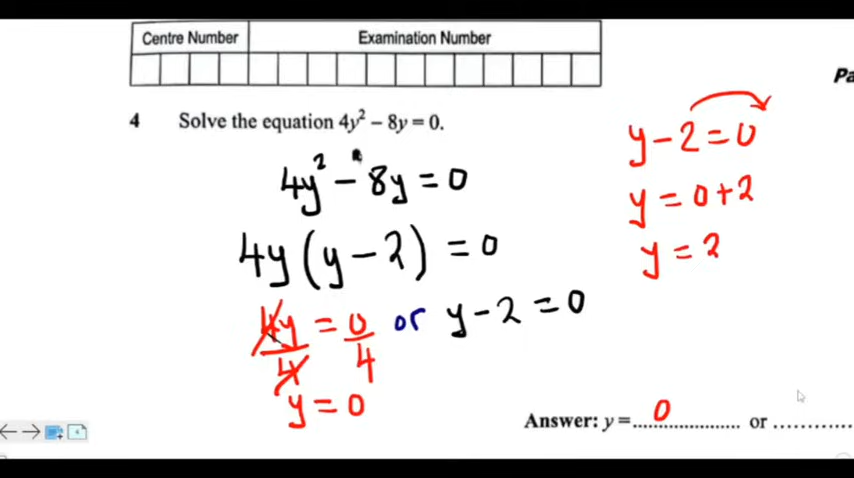 Centre Number Examination Number
Pa
4 Solve the equation 4y² – 8y = 0.
4y² – 8y = 0
4y (y – 2) = 0
4y/4 = 0/4 or y – 2 = 0
y = 0
y – 2 = 0
y = 0 + 2
y = 2
Answer: y = 0 or